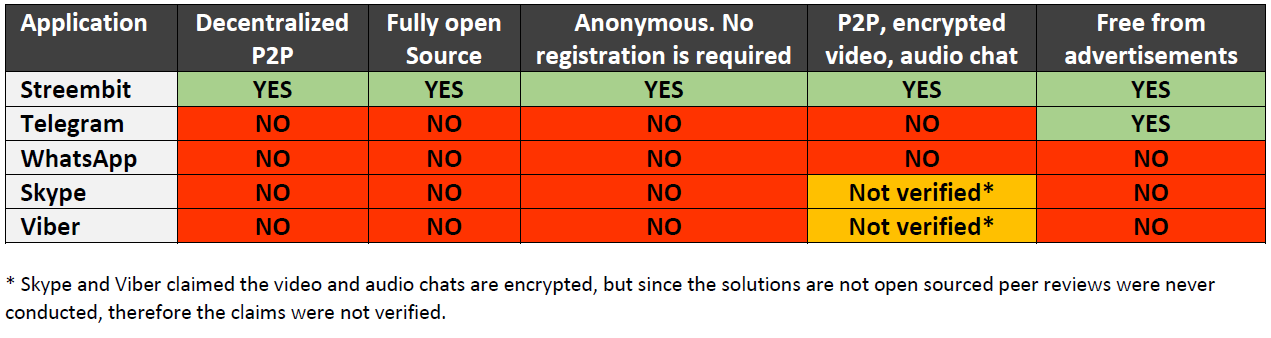 Application Decentralized P2P Fully open Source Anonymous. No registration is required P2P, encrypted video, audio chat Free from advertisements
Streembit YES YES YES YES YES
Telegram NO NO NO NO YES
WhatsApp NO NO NO NO NO
Skype NO NO NO Not verified* NO
Viber NO NO NO Not verified* NO
* Skype and Viber claimed the video and audio chats are encrypted, but since the solutions are not open sourced peer reviews were never
conducted, therefore the claims were not verified.